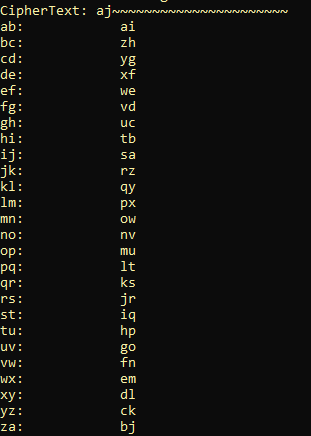 CipherText: aj~~~~~~~~~~~~~~~~~~~~~~
ab: ai
bc: zh
cd: yg
de: xf
ef: we
fg: vd
gh: uc
hi: tb
ij: sa
jk: rz
kl: qy
lm: px
mn: ow
no: nv
op: mu
pq: lt
qr: ks
rs: jr
st: iq
tu: hp
uv: go
vw: fn
wx: em
xy: dl
yz: ck
za: bj